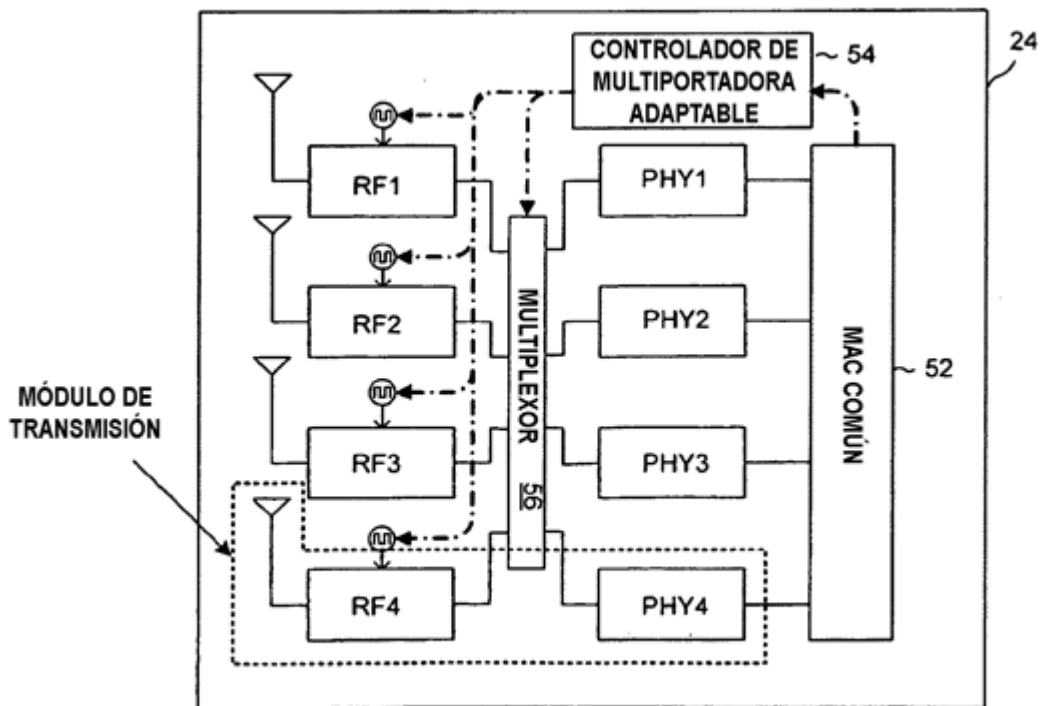 CONTROLADOR DE
MULTIPORTADORA
ADAPTABLE
54
24
RF1
PHY1
RF2
PHY2
MULTIPLEXOR
56
MAC COMÚN
52
MÓDULO DE
TRANSMISIÓN
RF3
PHY3
RF4
PHY4